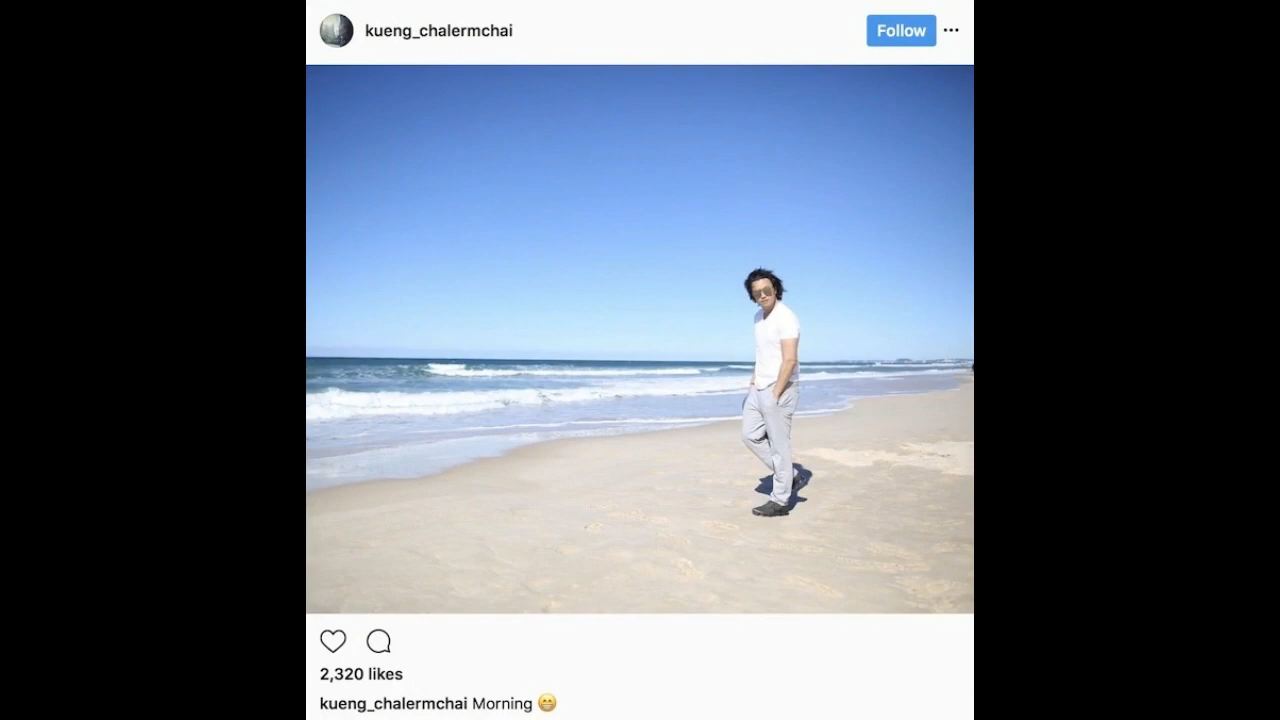 kueng_chalermchai
Follow
2,320 likes
kueng_chalermchai Morning 😁